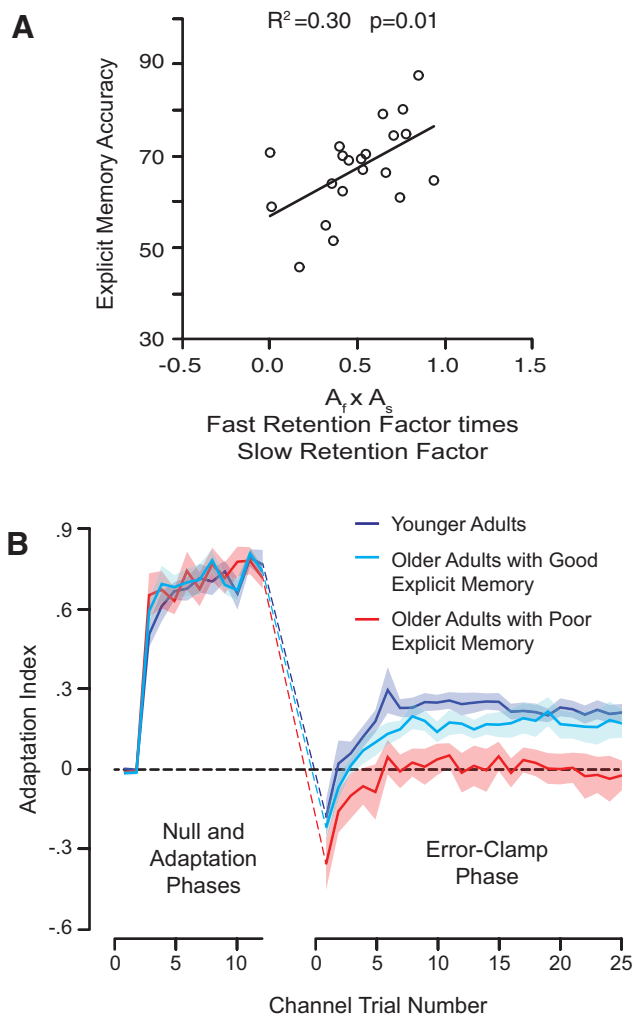 A
R²=0.30 p=0.01
Explicit Memory Accuracy
90
70
50
30
-0.5 0.0 0.5 1.0 1.5
A_f x A_s
Fast Retention Factor times
Slow Retention Factor
B
Younger Adults
Older Adults with Good
Explicit Memory
Older Adults with Poor
Explicit Memory
Adaptation Index
.9
.6
.3
0
-.3
-.6
Null and
Adaptation
Phases
Error-Clamp
Phase
0 5 10 0 5 10 15 20 25
Channel Trial Number